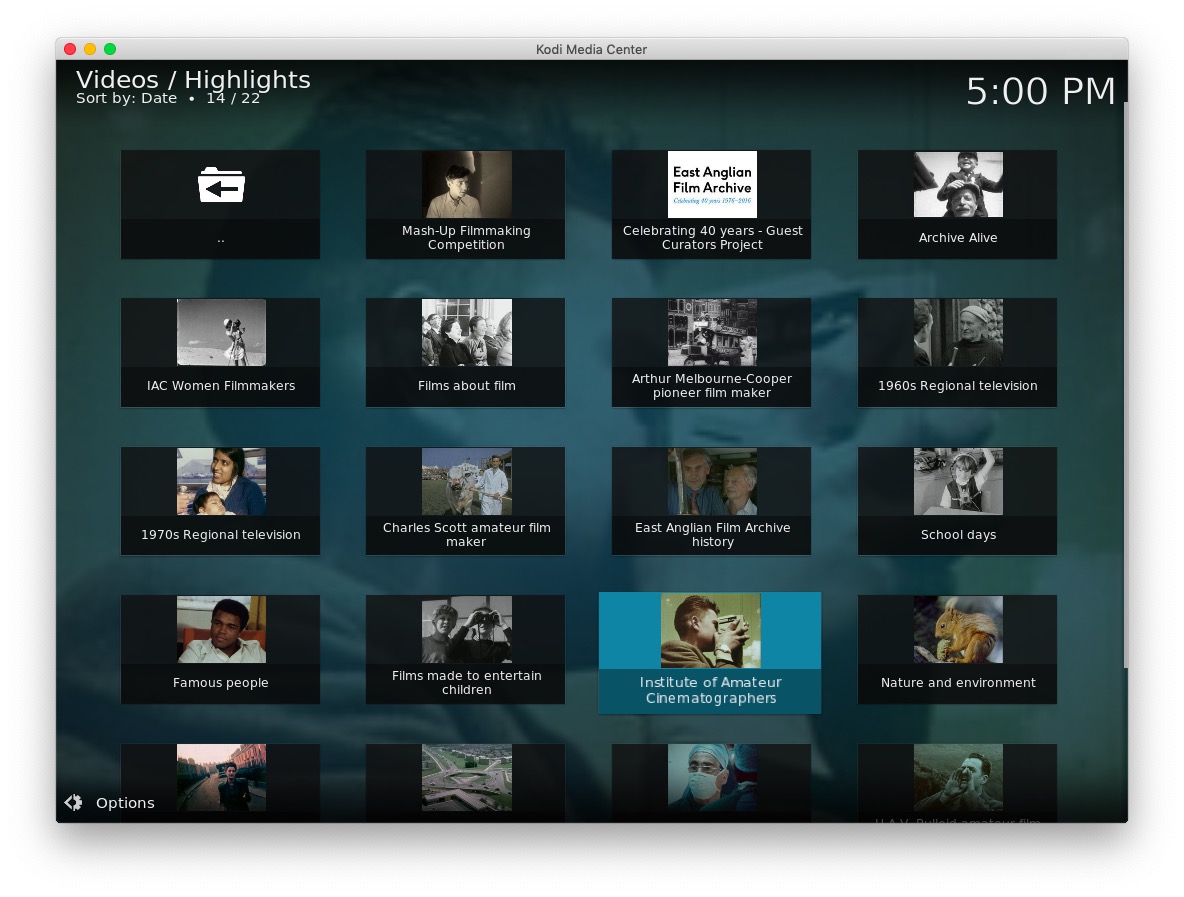 Kodi Media Center
Videos / Highlights
Sort by: Date • 14 / 22
5:00 PM
..
Mash-Up Filmmaking
Competition
East Anglian
Film Archive
Celebrating 40 years 1976-2016
Celebrating 40 years - Guest
Curators Project
Archive Alive
IAC Women Filmmakers
Films about film
Arthur Melbourne-Cooper
pioneer film maker
1960s Regional television
1970s Regional television
Charles Scott amateur film
maker
East Anglian Film Archive
history
School days
Famous people
Films made to entertain
children
Institute of Amateur
Cinematographers
Nature and environment
Options